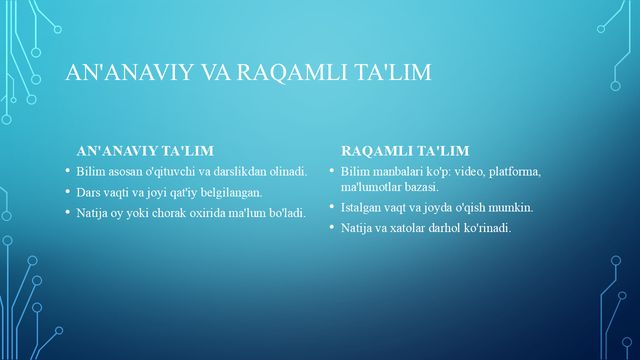 AN'ANAVIY VA RAQAMLI TA'LIM
AN'ANAVIY TA'LIM
• Bilim asosan o'qituvchi va darslikdan olinadi.
• Dars vaqti va joyi qat'iy belgilangan.
• Natija oy yoki chorak oxirida ma'lum bo'ladi.
RAQAMLI TA'LIM
• Bilim manbalari ko'p: video, platforma,
ma'lumotlar bazasi.
• Istalgan vaqt va joyda o'qish mumkin.
• Natija va xatolar darhol ko'rinadi.